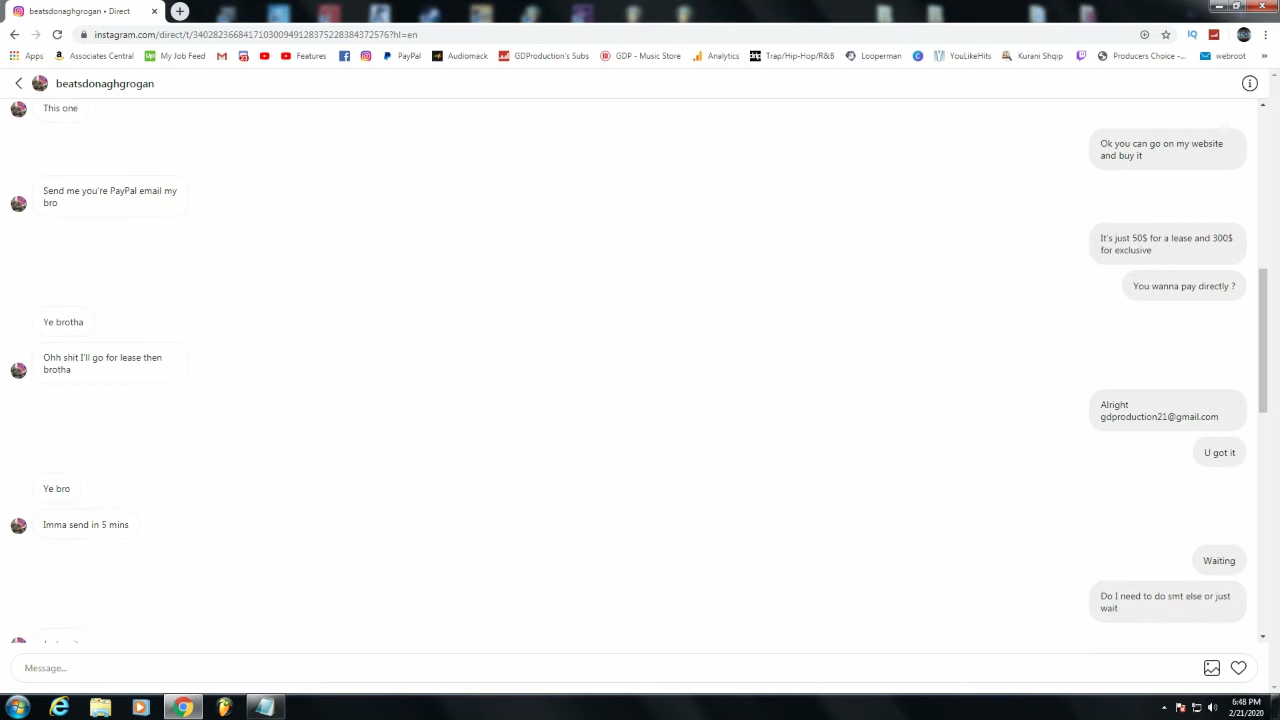 beatsdonaghgrogan • Direct
instagram.com/direct/t/340282366841710300949128375228384372576?hl=en
Apps
Associates Central
My Job Feed
Features
PayPal
Audiomack
GDProduction's Subs
GDP - Music Store
Analytics
Trap/Hip-Hop/R&B
Looperman
YouLikeHits
Kurani Shqip
Producers Choice -...
webroot
beatsdonaghgrogan
This one
Ok you can go on my website
and buy it
Send me you're PayPal email my
bro
It's just 50$ for a lease and 300$
for exclusive
You wanna pay directly ?
Ye brotha
Ohh shit I'll go for lease then
brotha
Alright
gdproduction21@gmail.com
U got it
Ye bro
Imma send in 5 mins
Waiting
Do I need to do smt else or just
wait
Message...
6:48 PM
2/21/2020